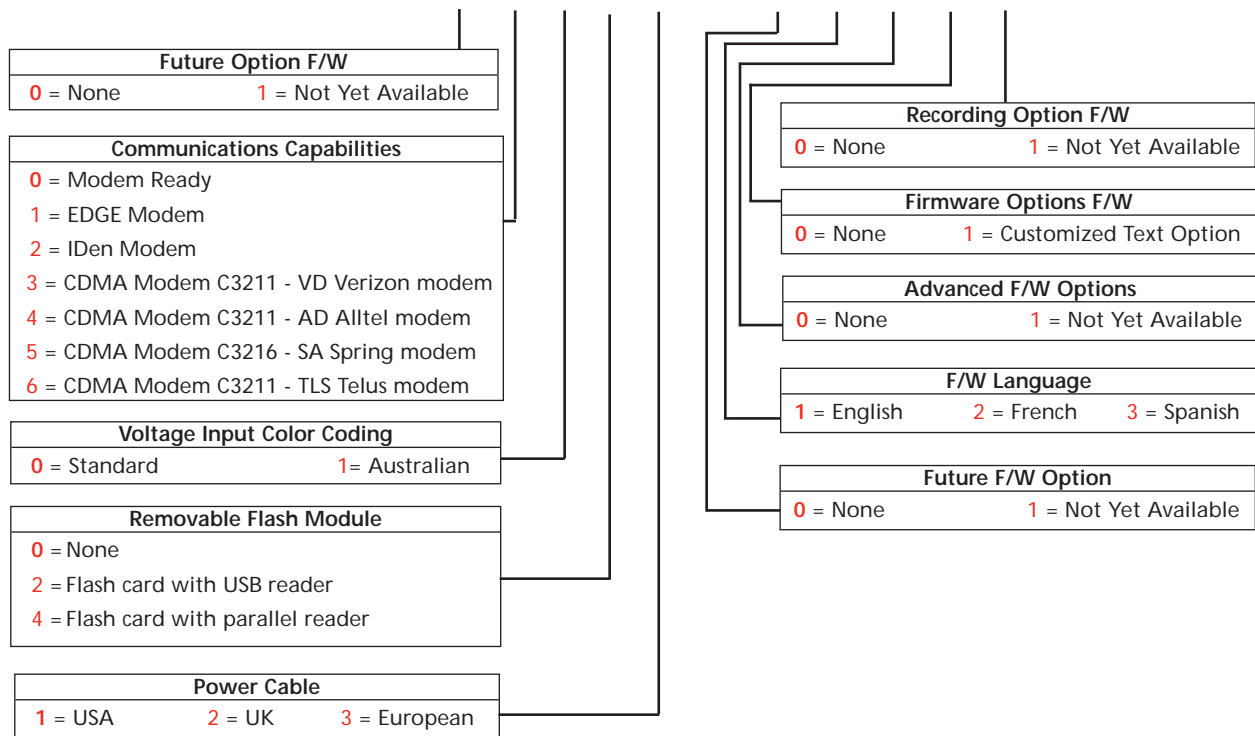 Future Option F/W
0 = None 1 = Not Yet Available
Communications Capabilities
0 = Modem Ready
1 = EDGE Modem
2 = IDen Modem
3 = CDMA Modem C3211 - VD Verizon modem
4 = CDMA Modem C3211 - AD Alltel modem
5 = CDMA Modem C3216 - SA Spring modem
6 = CDMA Modem C3211 - TLS Telus modem
Voltage Input Color Coding
0 = Standard 1= Australian
Removable Flash Module
0 = None
2 = Flash card with USB reader
4 = Flash card with parallel reader
Power Cable
1 = USA 2 = UK 3 = European
Recording Option F/W
0 = None 1 = Not Yet Available
Firmware Options F/W
0 = None 1 = Customized Text Option
Advanced F/W Options
0 = None 1 = Not Yet Available
F/W Language
1 = English 2 = French 3 = Spanish
Future F/W Option
0 = None 1 = Not Yet Available